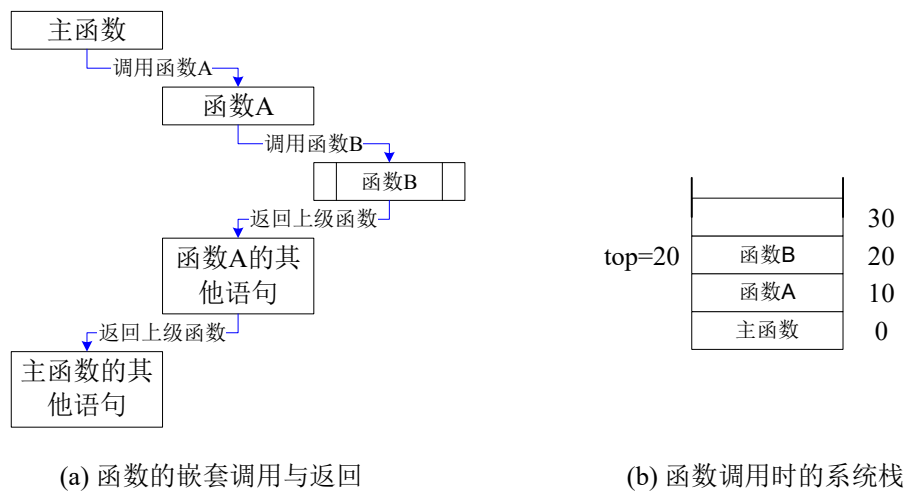 主函数
调用函数A
函数A
调用函数B
函数B
返回上级函数
函数A的其
他语句
返回上级函数
主函数的其
他语句
(a) 函数的嵌套调用与返回
30
top=20 函数B 20
函数A 10
主函数 0
(b) 函数调用时的系统栈